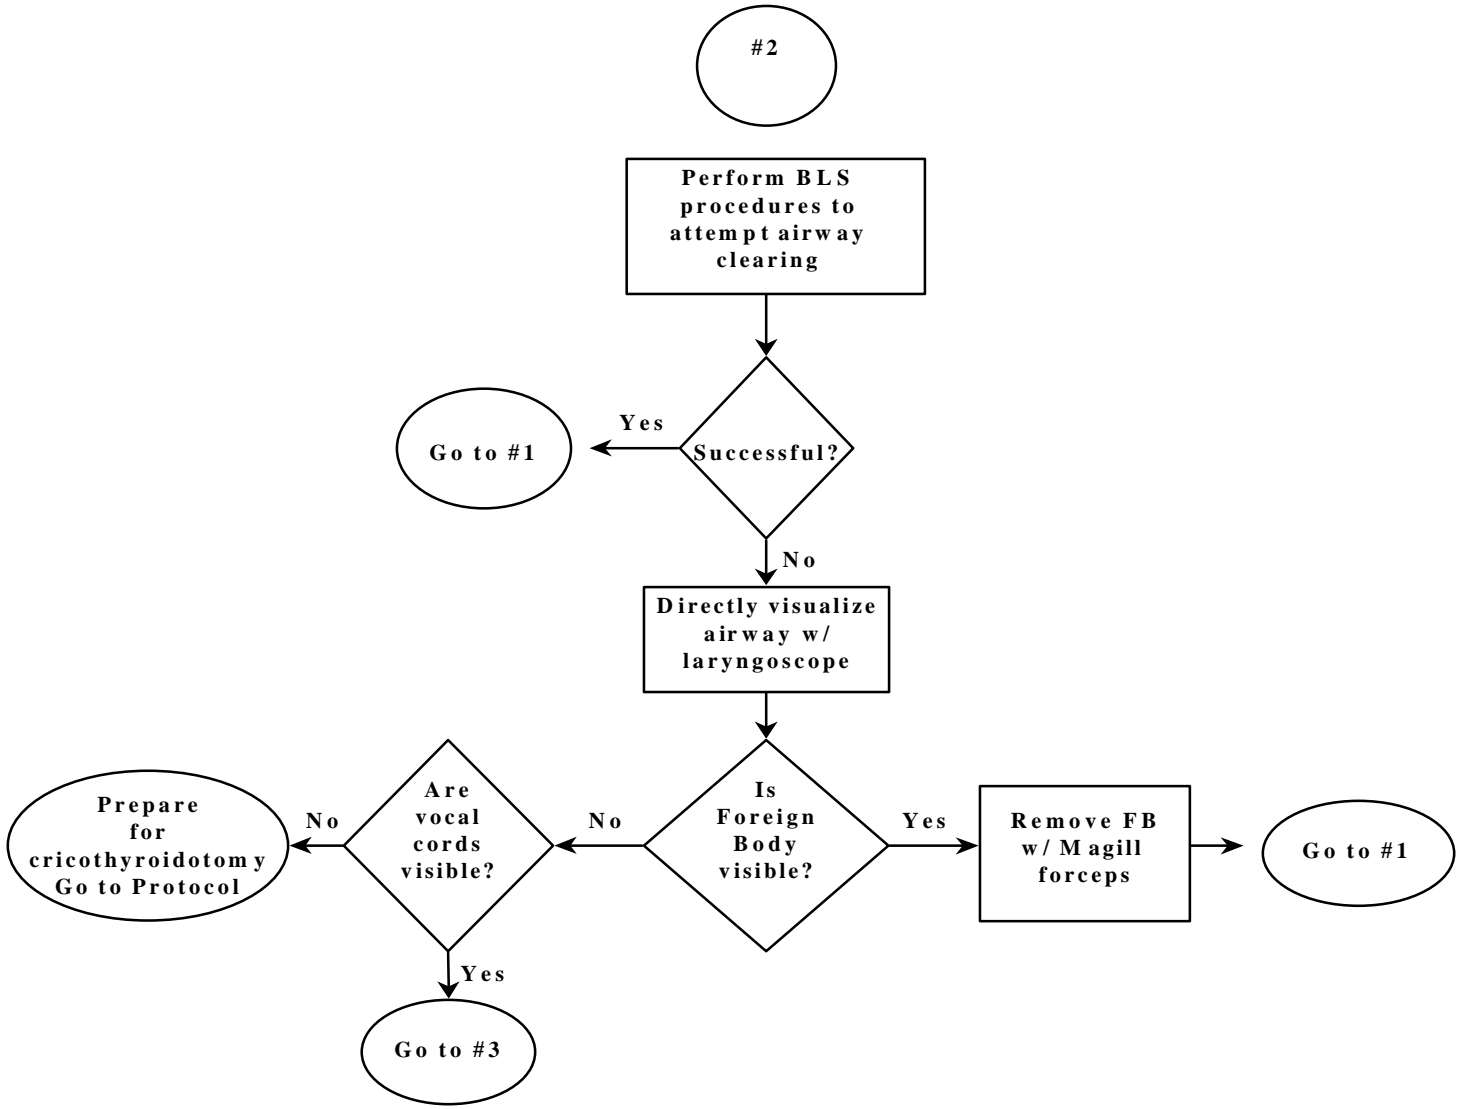 #2
Perform BLS
procedures to
attempt airway
clearing
Yes
Go to #1
Successful?
No
Directly visualize
airway w/
laryngoscope
Prepare
for
cricothyroidotomy
Go to Protocol
No
Are
vocal
cords
visible?
No
Is
Foreign
Body
visible?
Yes
Remove FB
w/ Magill
forceps
Go to #1
Yes
Go to #3